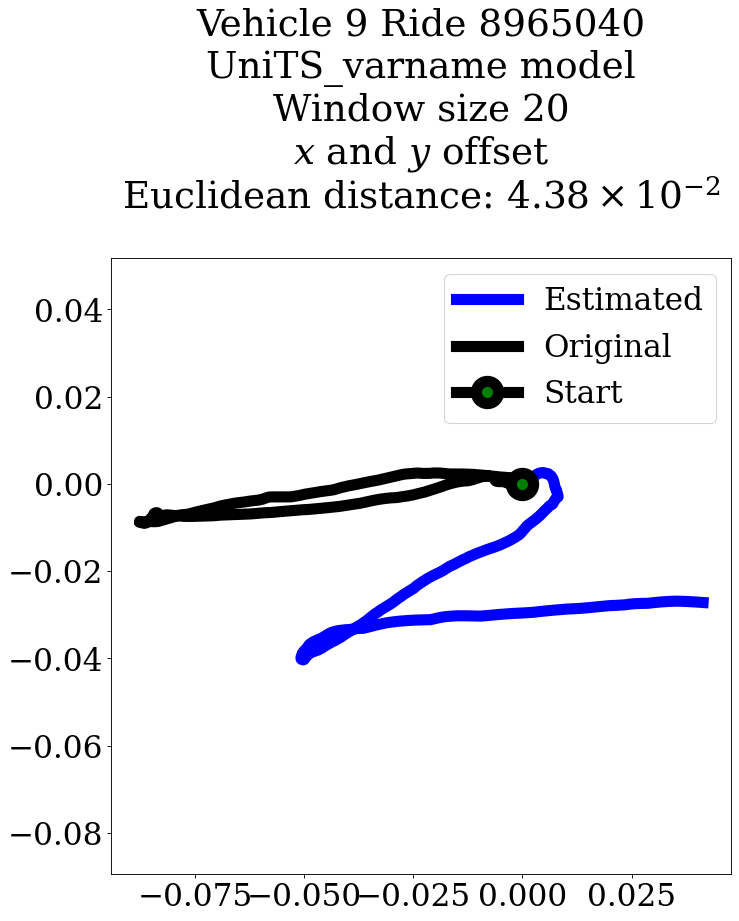 Vehicle 9 Ride 8965040
UniTS_varname model
Window size 20
x and y offset
Euclidean distance: 4.38 × 10⁻²
Estimated
Original
Start
0.04
0.02
0.00
−0.02
−0.04
−0.06
−0.08
−0.075 −0.050 −0.025 0.000 0.025